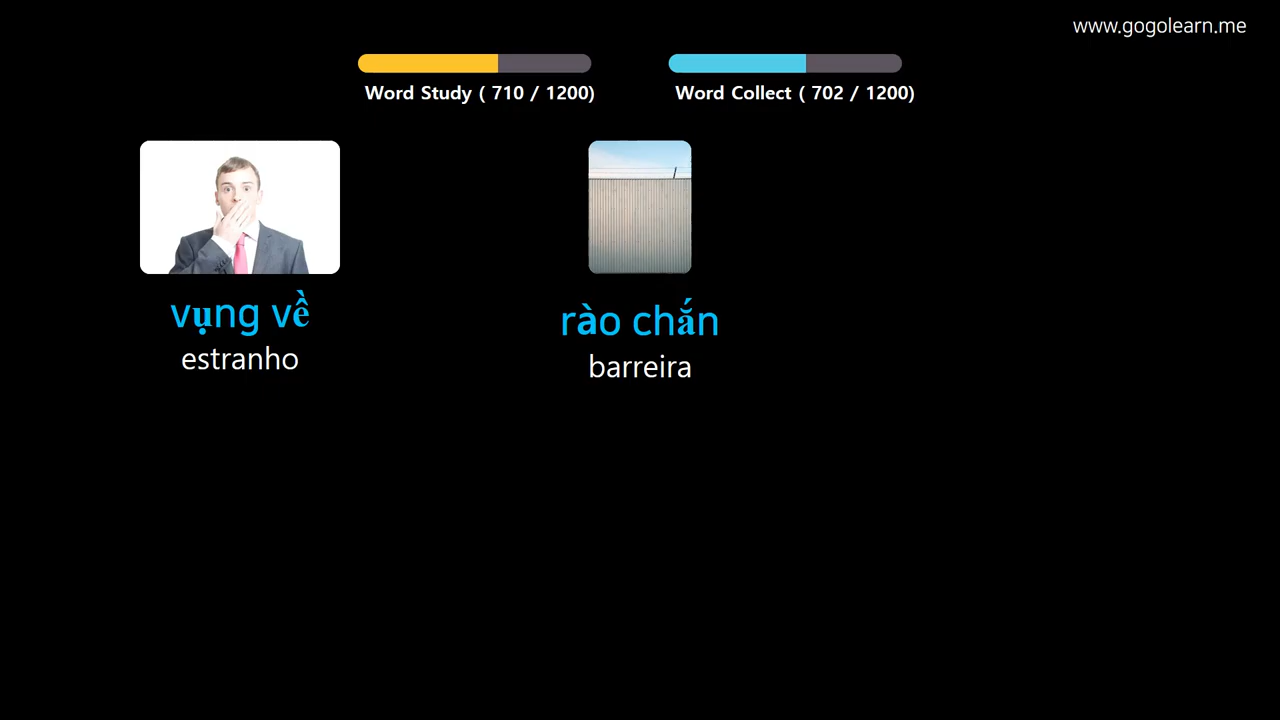 www.gogolearn.me
Word Study ( 710 / 1200)
Word Collect ( 702 / 1200)
vụng về
estranho
rào chắn
barreira